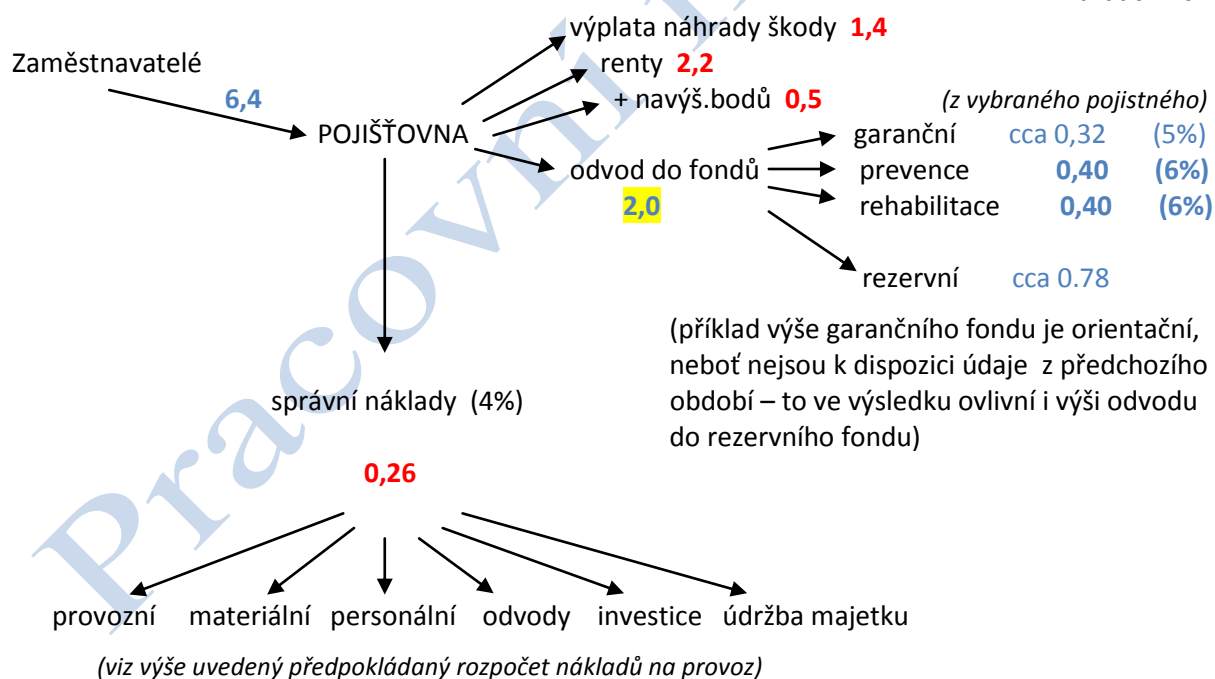 výplata náhrady škody 1,4
Zaměstnavatelé
renty 2,2
6,4
+ navýš.bodů 0,5
(z vybraného pojistného)
POJIŠŤOVNA
garanční cca 0,32 (5%)
odvod do fondů
prevence 0,40 (6%)
2,0
rehabilitace 0,40 (6%)
rezervní cca 0.78
(příklad výše garančního fondu je orientační,
neboť nejsou k dispozici údaje z předchozího
období – to ve výsledku ovlivní i výši odvodu
do rezervního fondu)
správní náklady (4%)
0,26
provozní materiální personální odvody investice údržba majetku
(viz výše uvedený předpokládaný rozpočet nákladů na provoz)
Pracovní